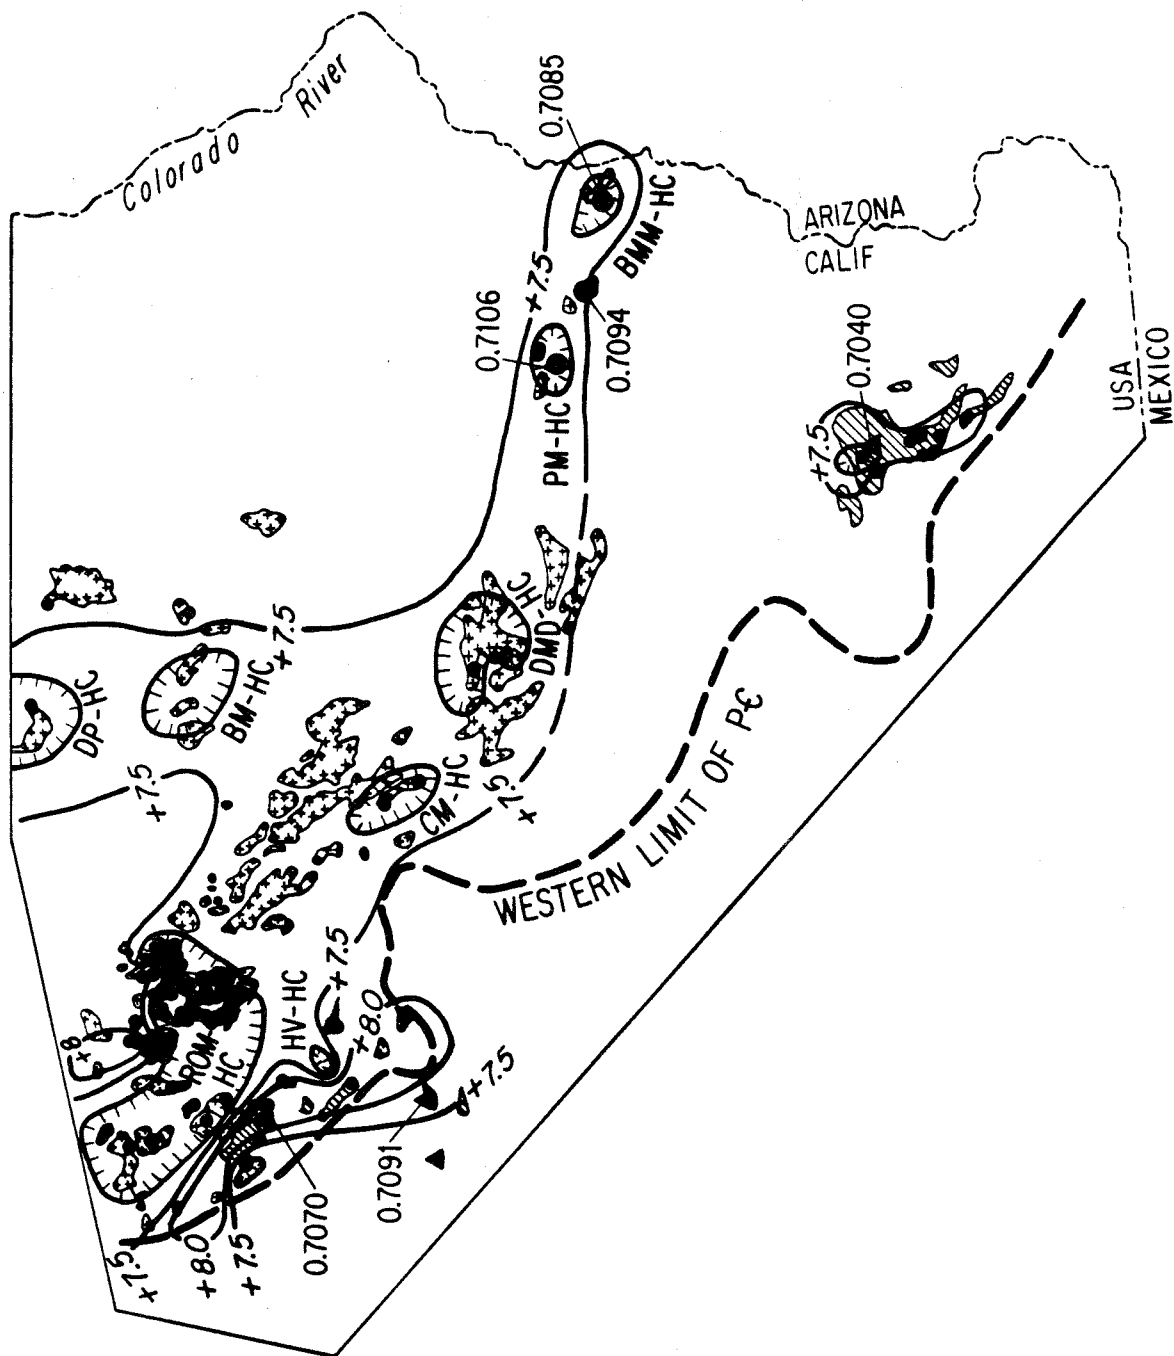 Colorado River
0.7085
0.7106
+7.5
BMM-HC
0.7094
PM-HC
ARIZONA
CALIF
0.7040
+7.5
USA
MEXICO
DP-HC
BM-HC
+7.5
DMD-HC
+7.5
CM-HC
+7.5
WESTERN LIMIT OF PЄ
+8
ROM-
HC
HV-HC
+7.5
+8.0
+7.5
0.7091
0.7070
+7.5
+8.0
+7.5